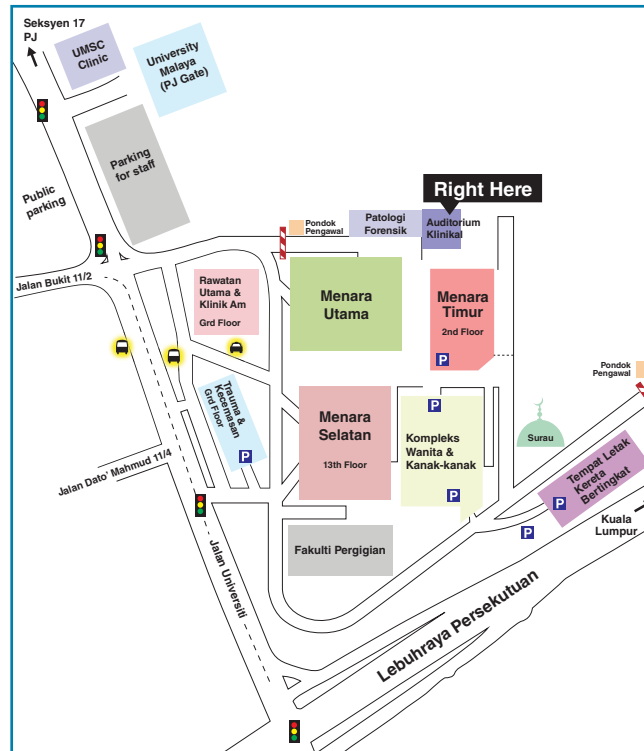 Seksyen 17
PJ
UMSC
Clinic
University
Malaya
(PJ Gate)
Parking
for staff
Public
parking
Right Here
Pondok
Pengawal
Patologi
Forensik
Auditorium
Klinikal
Jalan Bukit 11/2
Rawatan
Utama &
Klinik Am
Grd Floor
Menara
Utama
Menara
Timur
2nd Floor
P
Pondok
Pengawal
Trauma &
Kecemasan
Grd Floor
P
Menara
Selatan
13th Floor
P
Kompleks
Wanita &
Kanak-kanak
P
Surau
Tempat Letak
Kereta
Bertingkat
P
P
Kuala
Lumpur
Jalan Dato' Mahmud 11/4
Jalan Universiti
Fakulti Pergigian
Lebuhraya Persekutuan